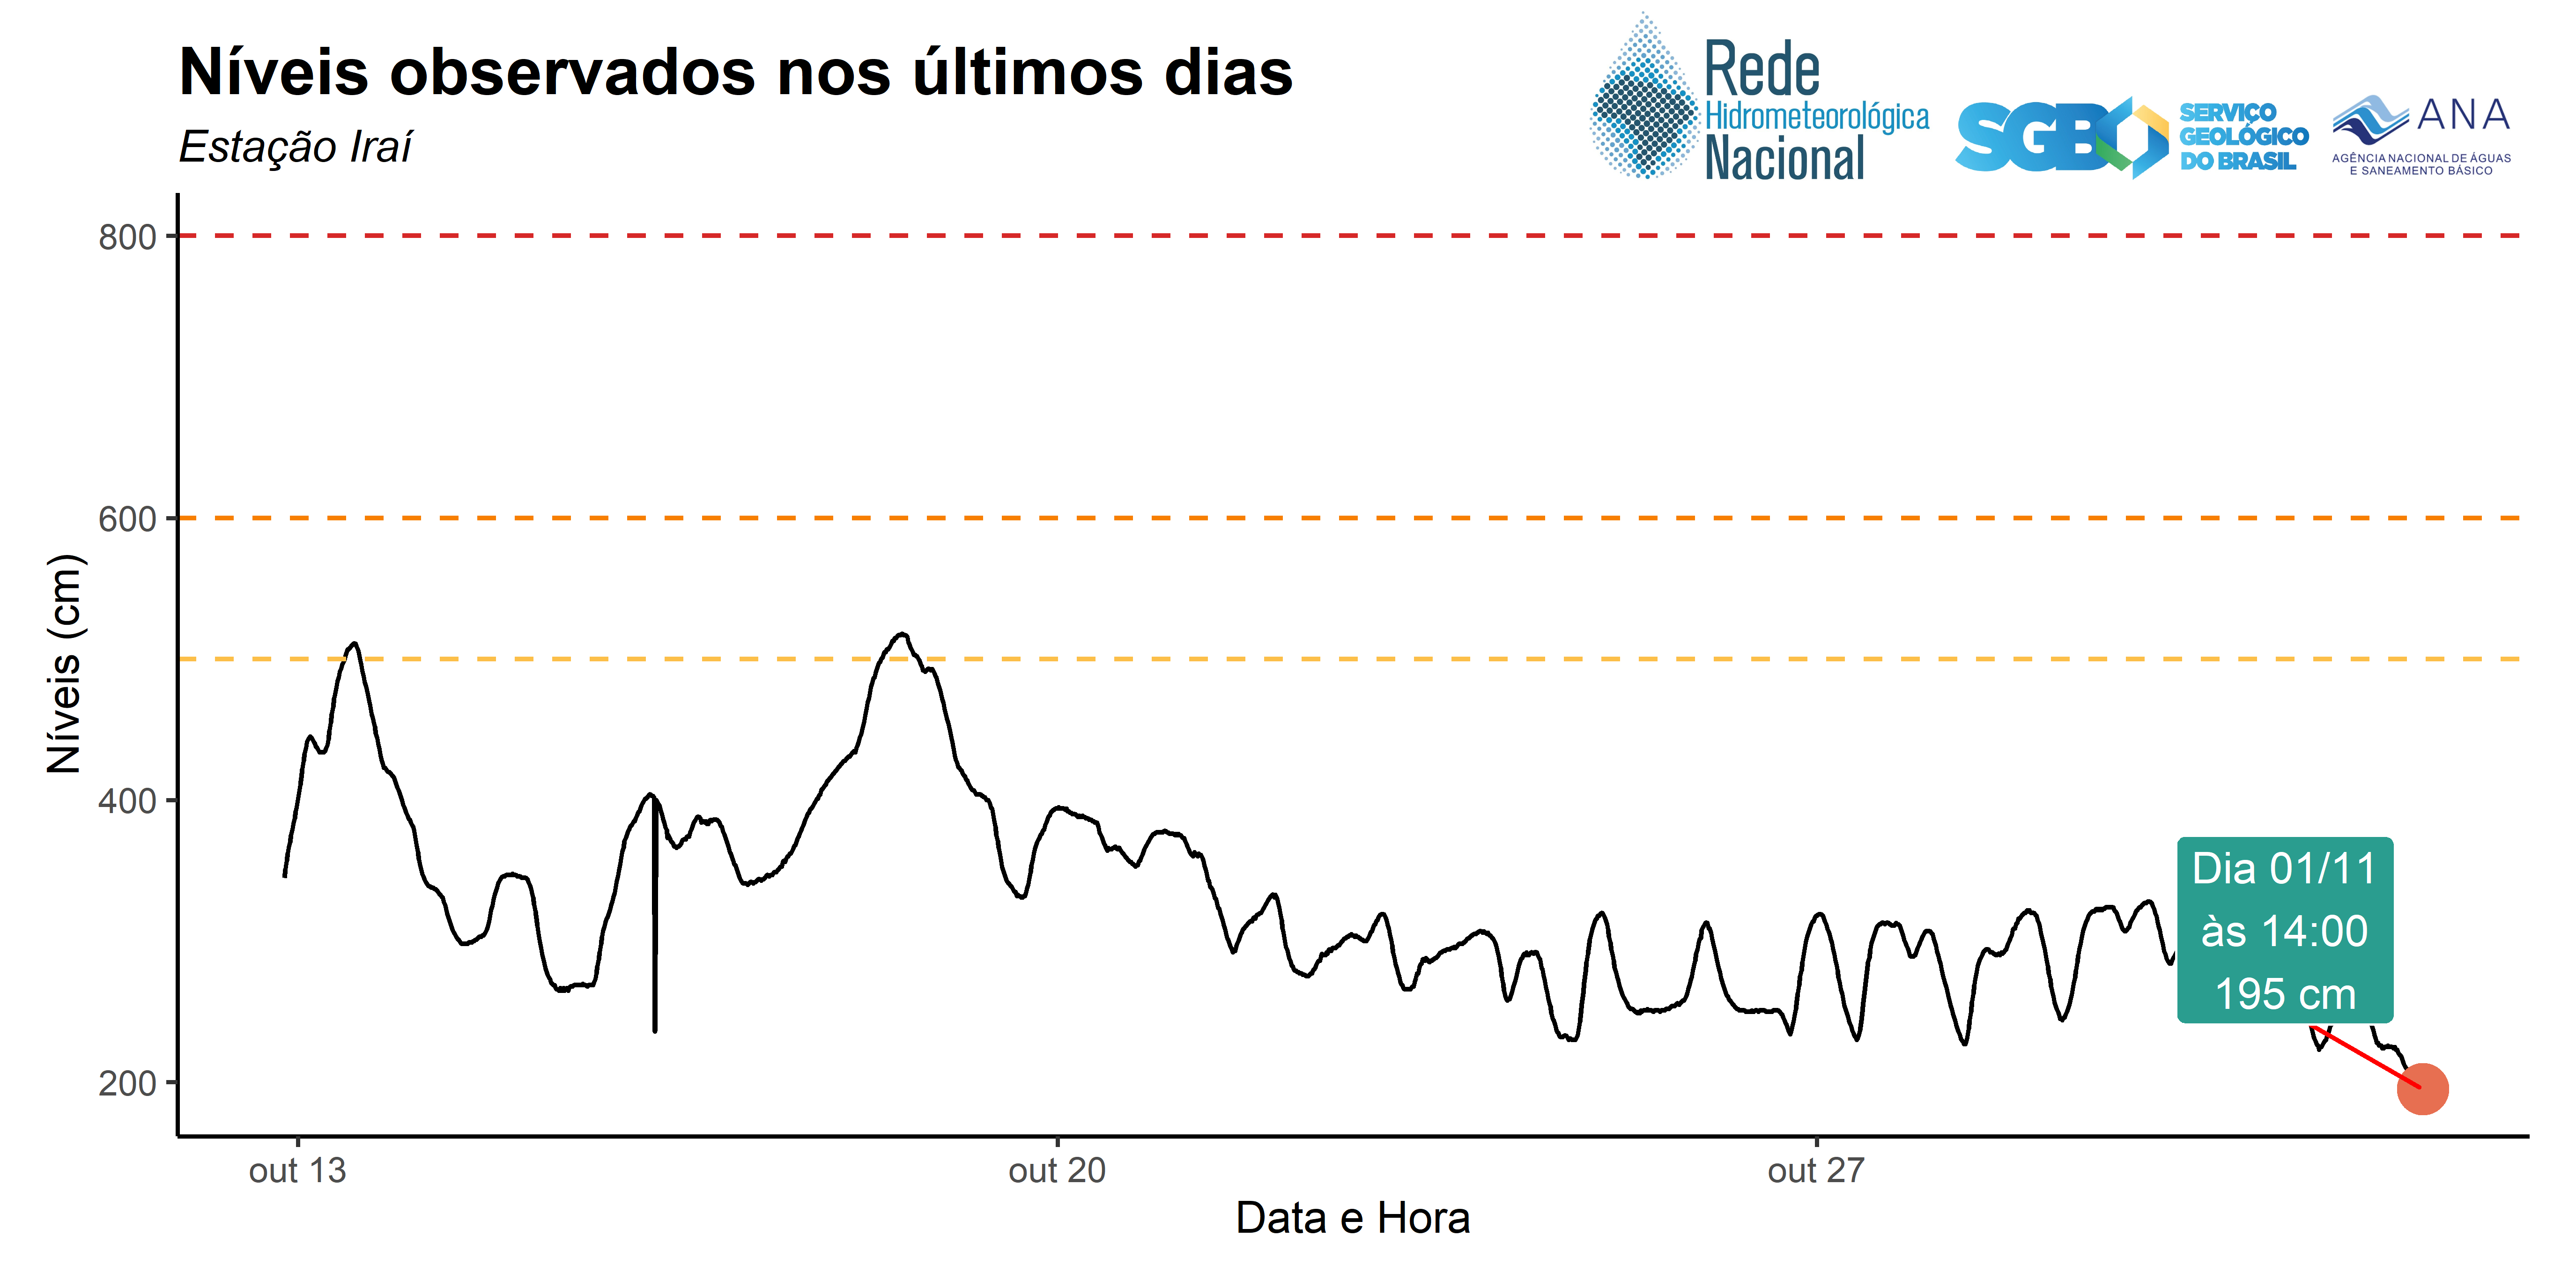 Níveis observados nos últimos dias
Estação Iraí
Rede
Hidrometeorológica
Nacional
SGB
SERVIÇO
GEOLÓGICO
DO BRASIL
ANA
AGÊNCIA NACIONAL DE ÁGUAS
E SANEAMENTO BÁSICO
Níveis (cm)
800
600
400
200
Dia 01/11
às 14:00
195 cm
out 13
out 20
out 27
Data e Hora